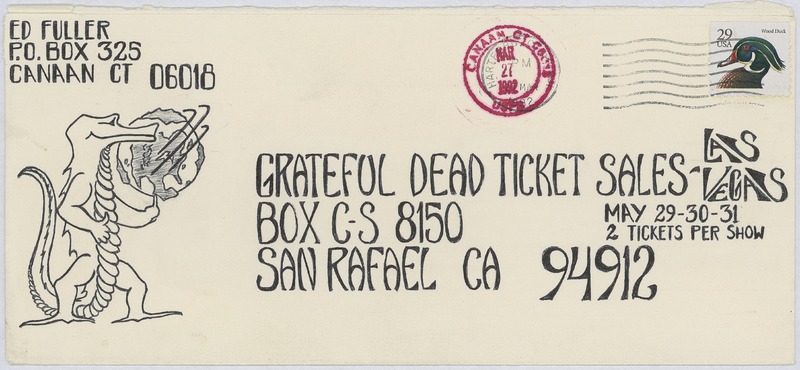 ED FULLER
P.O. BOX 325
CANAAN CT 06018
CANAAN, CT 06018
MAR
27
1992
29
USA
Wood Duck
GRATEFUL DEAD TICKET SALES - LAS VEGAS
BOX C-S 8150
MAY 29-30-31
2 TICKETS PER SHOW
SAN RAFAEL CA 94912